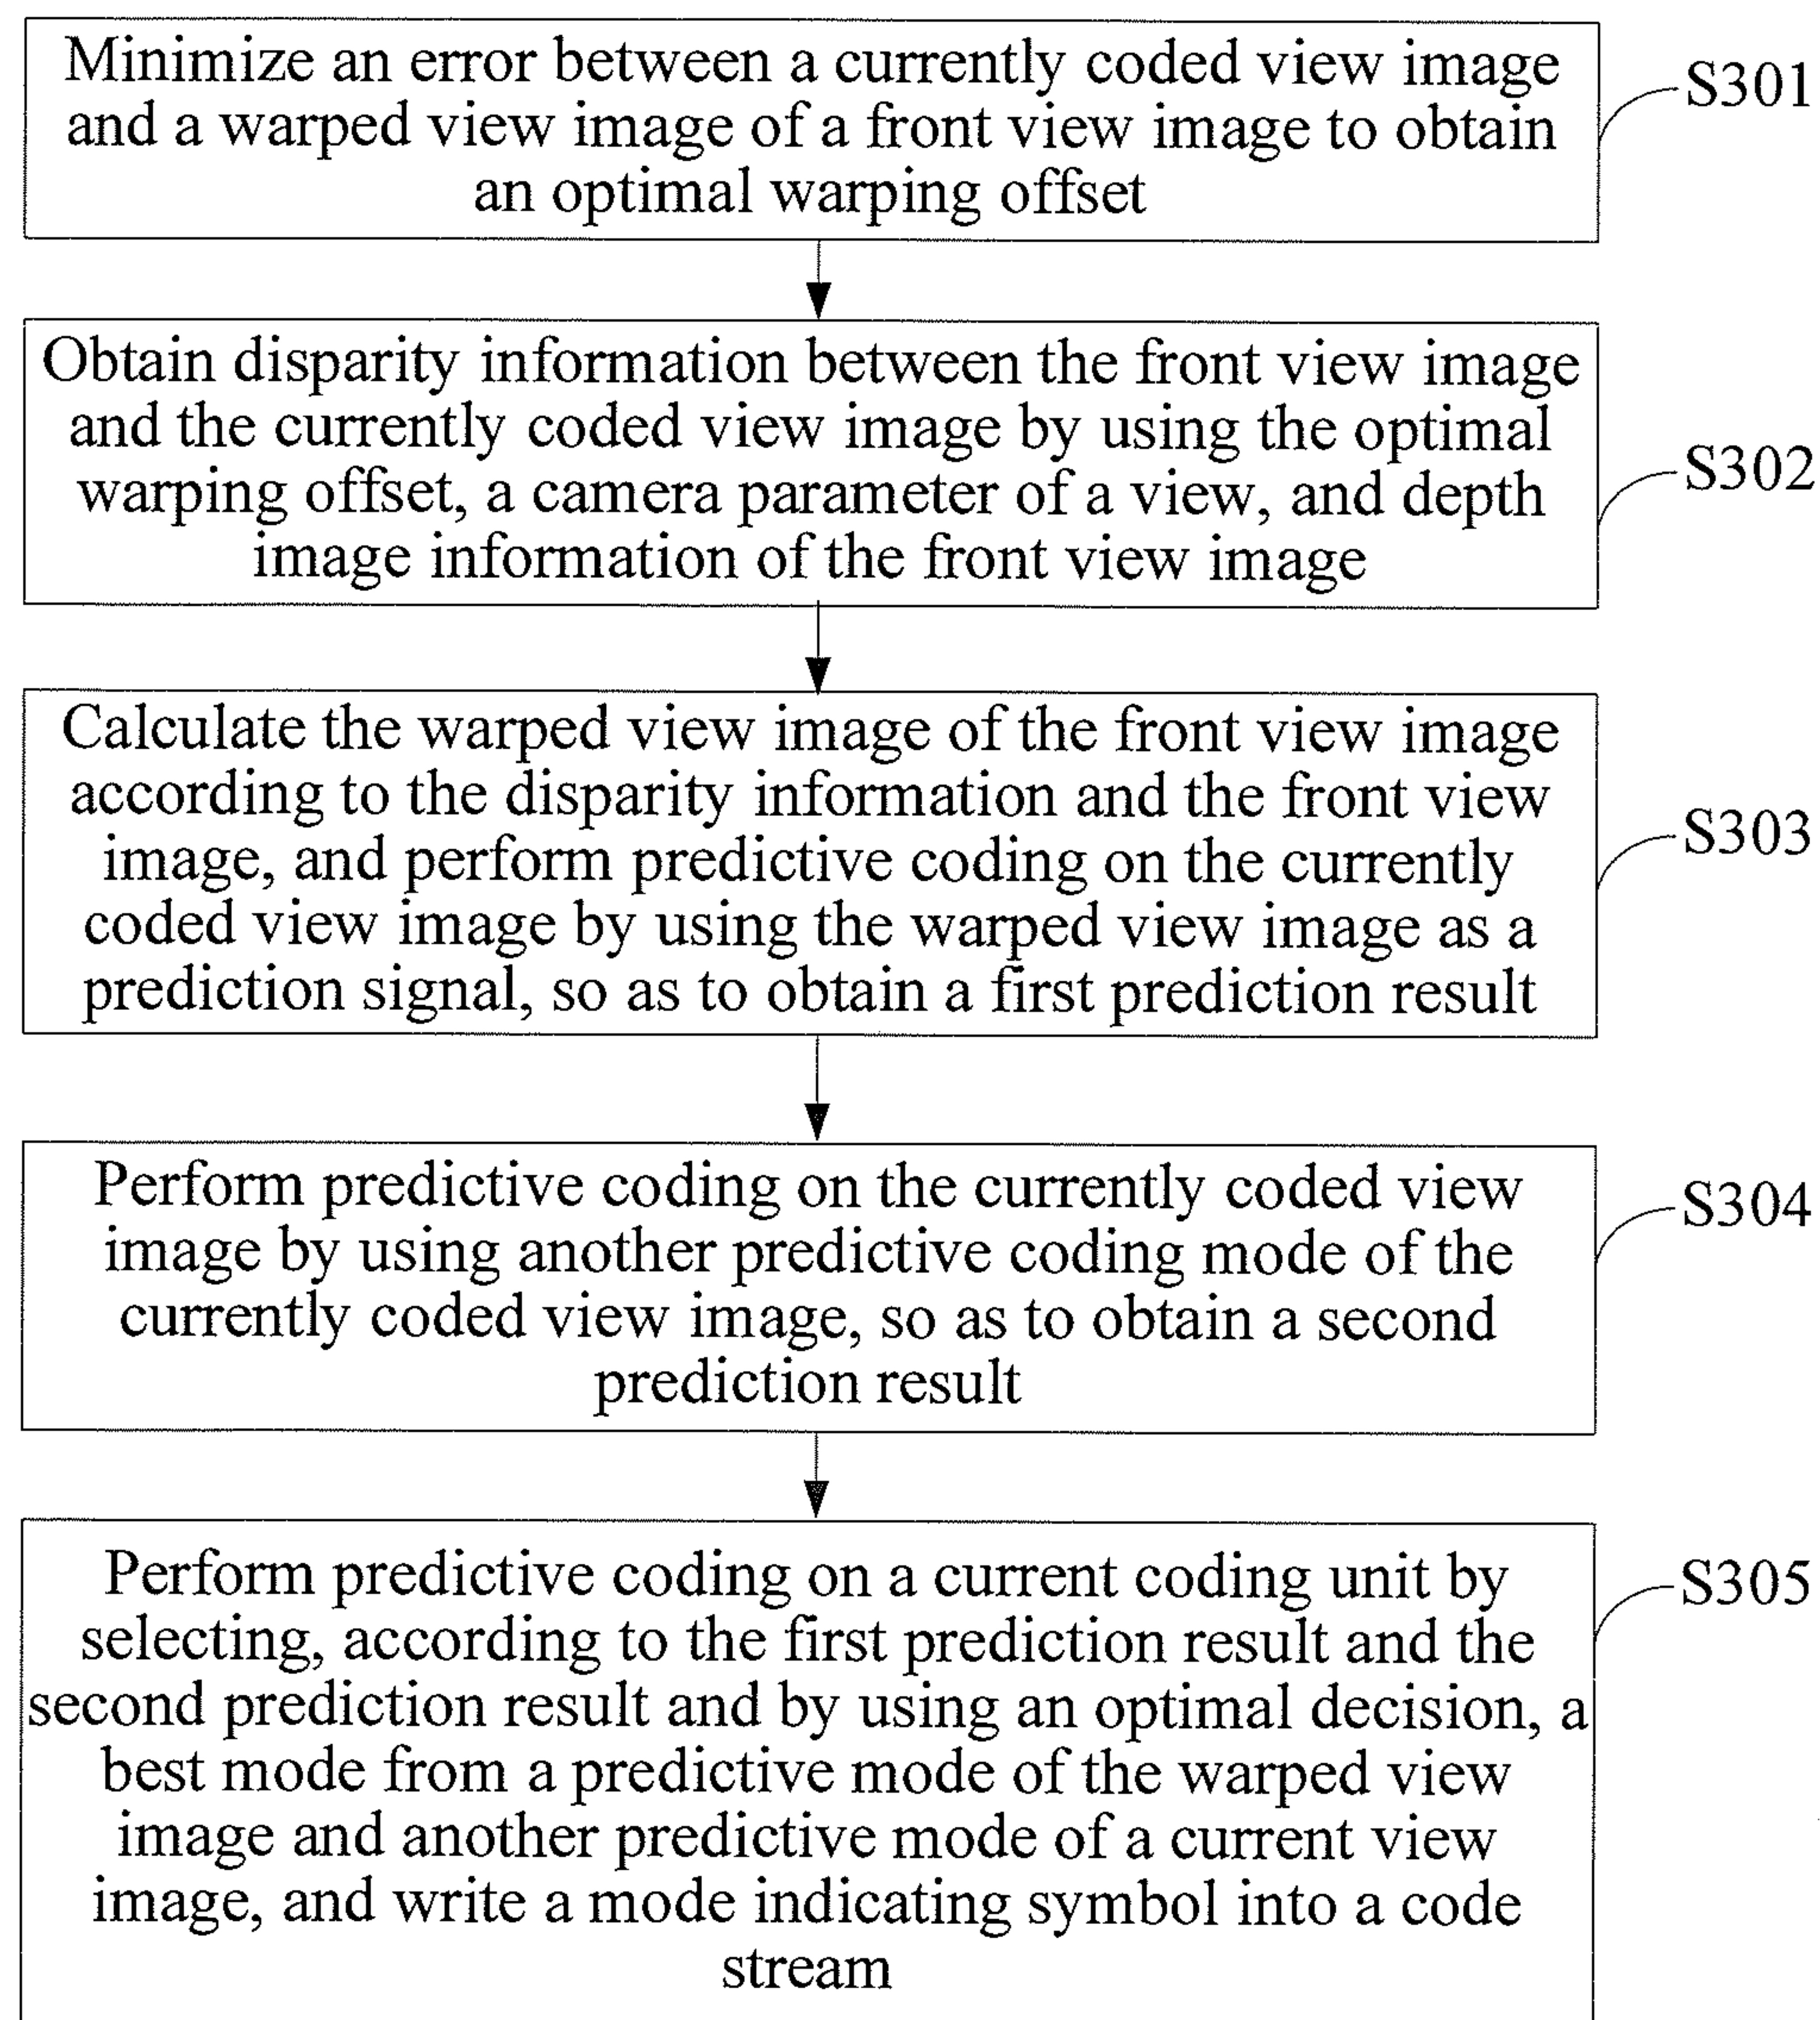 Minimize an error between a currently coded view image
and a warped view image of a front view image to obtain
an optimal warping offset
S301
Obtain disparity information between the front view image
and the currently coded view image by using the optimal
warping offset, a camera parameter of a view, and depth
image information of the front view image
S302
Calculate the warped view image of the front view image
according to the disparity information and the front view
image, and perform predictive coding on the currently
coded view image by using the warped view image as a
prediction signal, so as to obtain a first prediction result
S303
Perform predictive coding on the currently coded view
image by using another predictive coding mode of the
currently coded view image, so as to obtain a second
prediction result
S304
Perform predictive coding on a current coding unit by
selecting, according to the first prediction result and the
second prediction result and by using an optimal decision, a
best mode from a predictive mode of the warped view
image and another predictive mode of a current view
image, and write a mode indicating symbol into a code
stream
S305